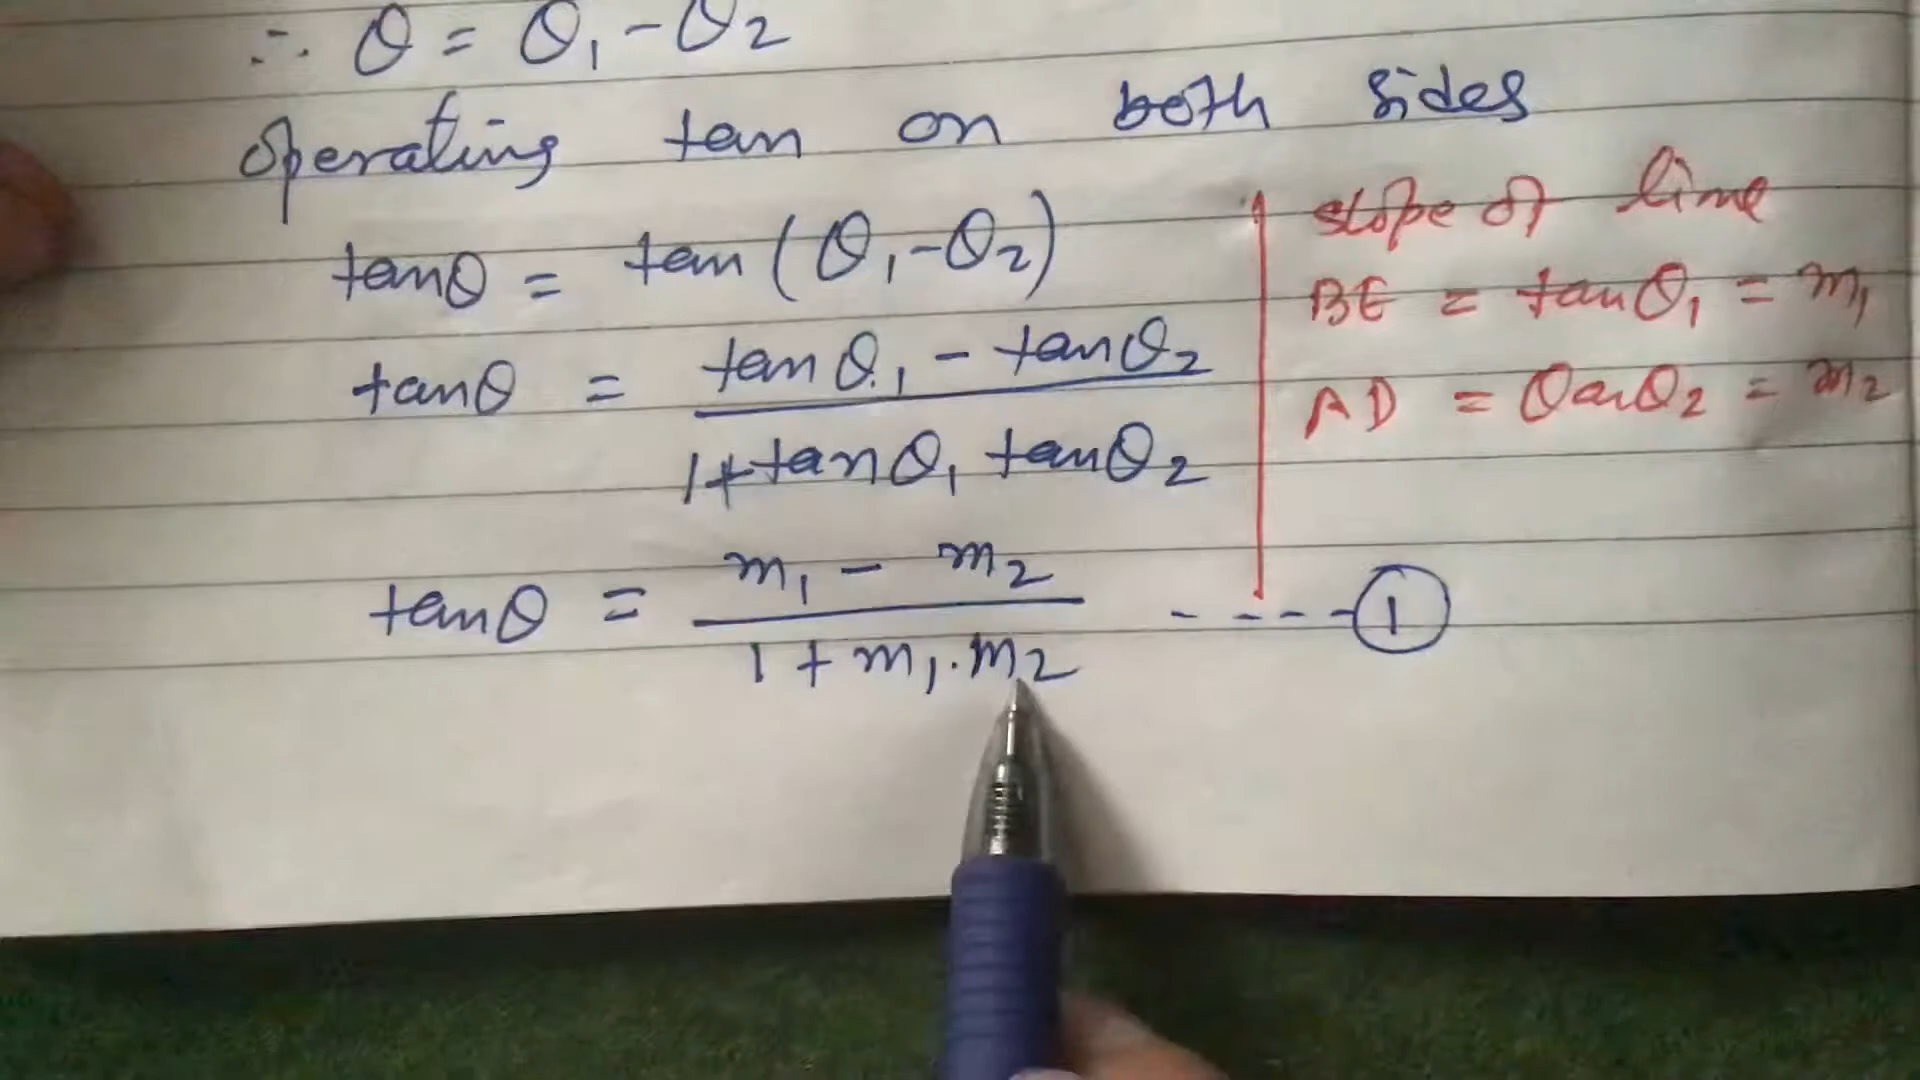 ∴ θ = θ₁ - θ₂
operating tan on both sides
tanθ = tan (θ₁-θ₂)
tanθ = (tanθ₁ - tanθ₂) / (1+tanθ₁ tanθ₂)
tanθ = (m₁ - m₂) / (1 + m₁.m₂) ----①
slope of line
BE = tanθ₁ = m₁
AD = θanθ₂ = m₂